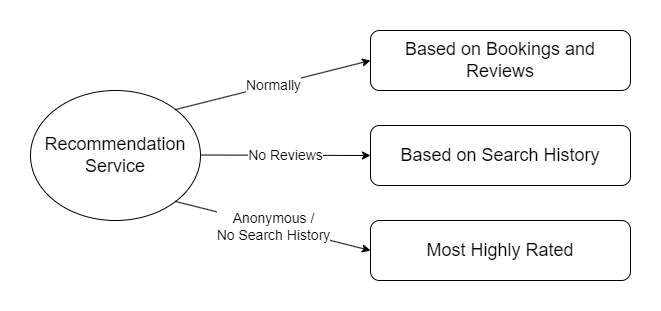 Based on Bookings and
Reviews
Normally
Recommendation
Service
No Reviews
Based on Search History
Anonymous /
No Search History
Most Highly Rated